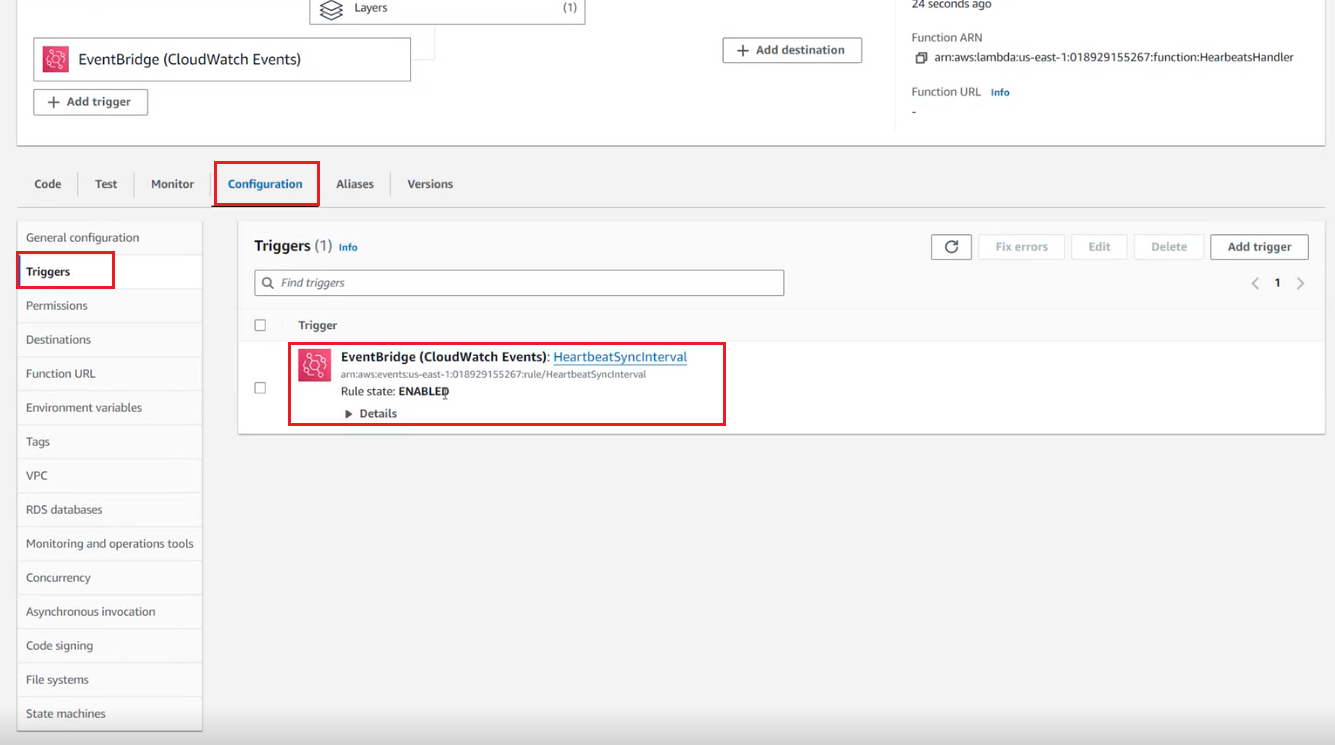 24 seconds ago
Layers
(1)
Function ARN
EventBridge (CloudWatch Events)
Add destination
arn:aws:lambda:us-east-1:018929155267:function:HearbeatsHandler
Function URL Info
Add trigger
-
Code
Test
Monitor
Configuration
Aliases
Versions
General configuration
Triggers
Permissions
Destinations
Function URL
Environment variables
Tags
VPC
RDS databases
Monitoring and operations tools
Concurrency
Asynchronous invocation
Code signing
File systems
State machines
Triggers (1) Info
Fix errors
Edit
Delete
Add trigger
Find triggers
1
Trigger
EventBridge (CloudWatch Events): HeartbeatSyncInterval
arn:aws:events:us-east-1:018929155267:rule/HeartbeatSyncInterval
Rule state: ENABLED
Details